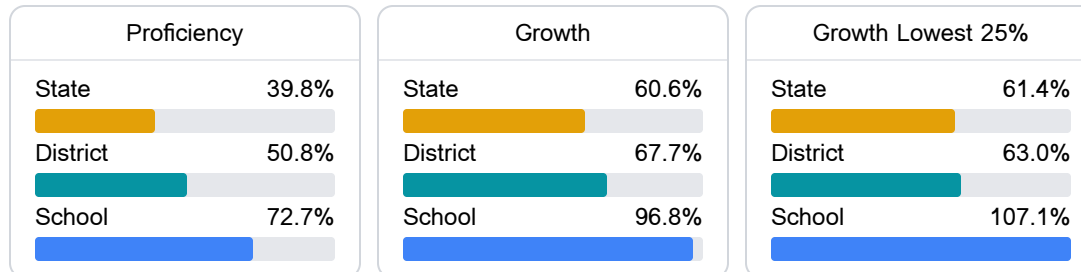 Proficiency
State 39.8%
District 50.8%
School 72.7%
Growth
State 60.6%
District 67.7%
School 96.8%
Growth Lowest 25%
State 61.4%
District 63.0%
School 107.1%